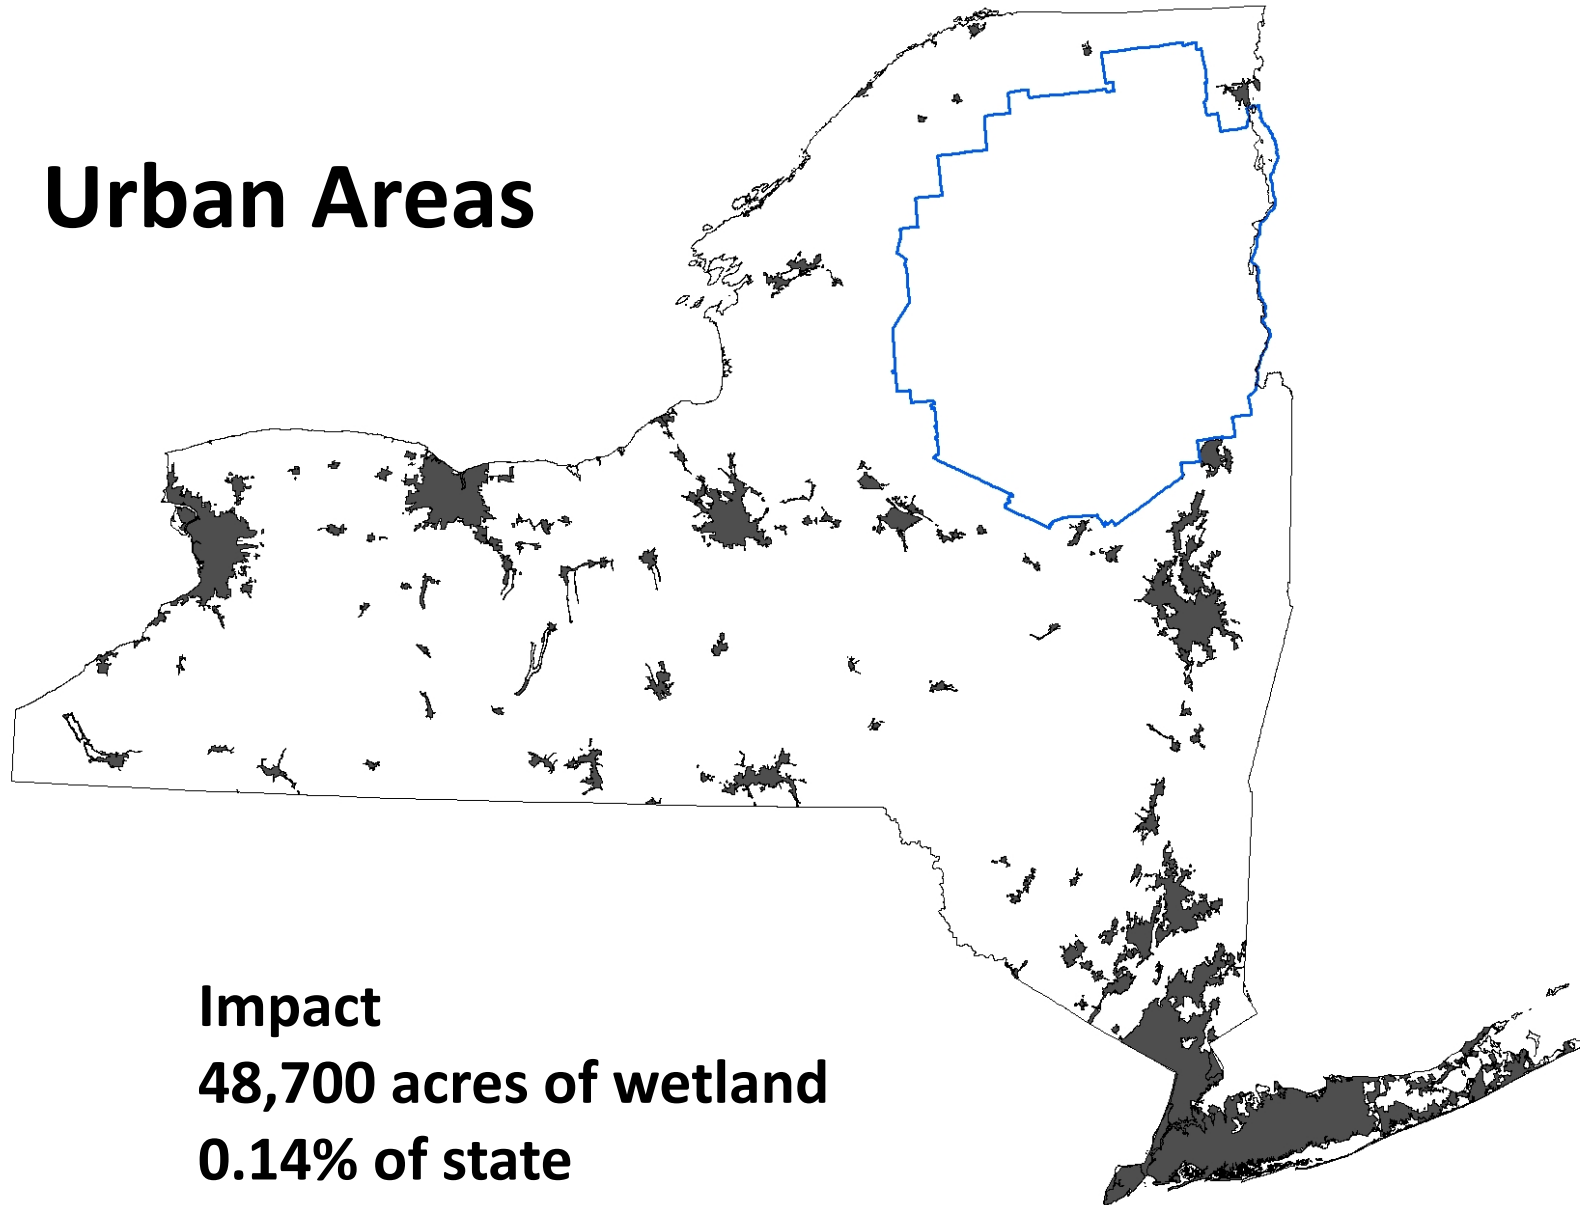 Urban Areas
Impact
48,700 acres of wetland
0.14% of state